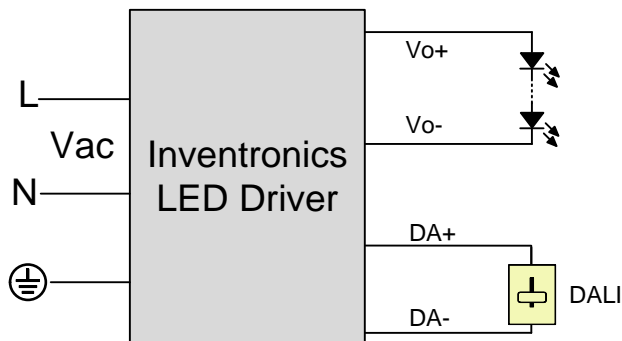 L
Vac
N
Inventronics
LED Driver
Vo+
Vo-
DA+
DA-
DALI